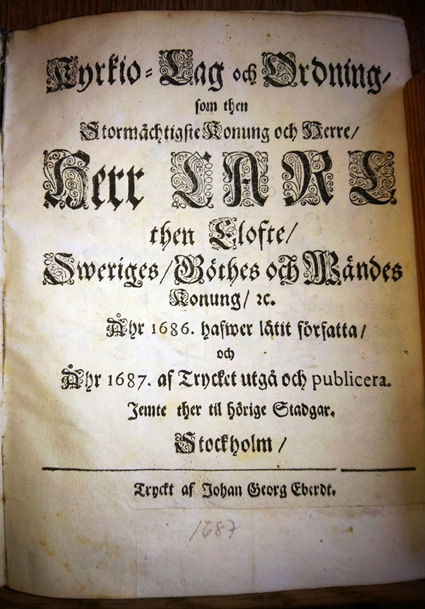 Kyrkio-Lag och Ordning/
som then
Stormächtigste Konung och Herre/
Herr CARL
then Elofte/
Sweriges/Göthes och Wändes
Konung/ ꝛc.
Åhr 1686. hafwer låtit författa/
och
Åhr 1687. af Trycket utgå och publicera.
Jemte ther til hörige Stadgar.
Stockholm/
Tryckt af Johan Georg Eberdt.
1687